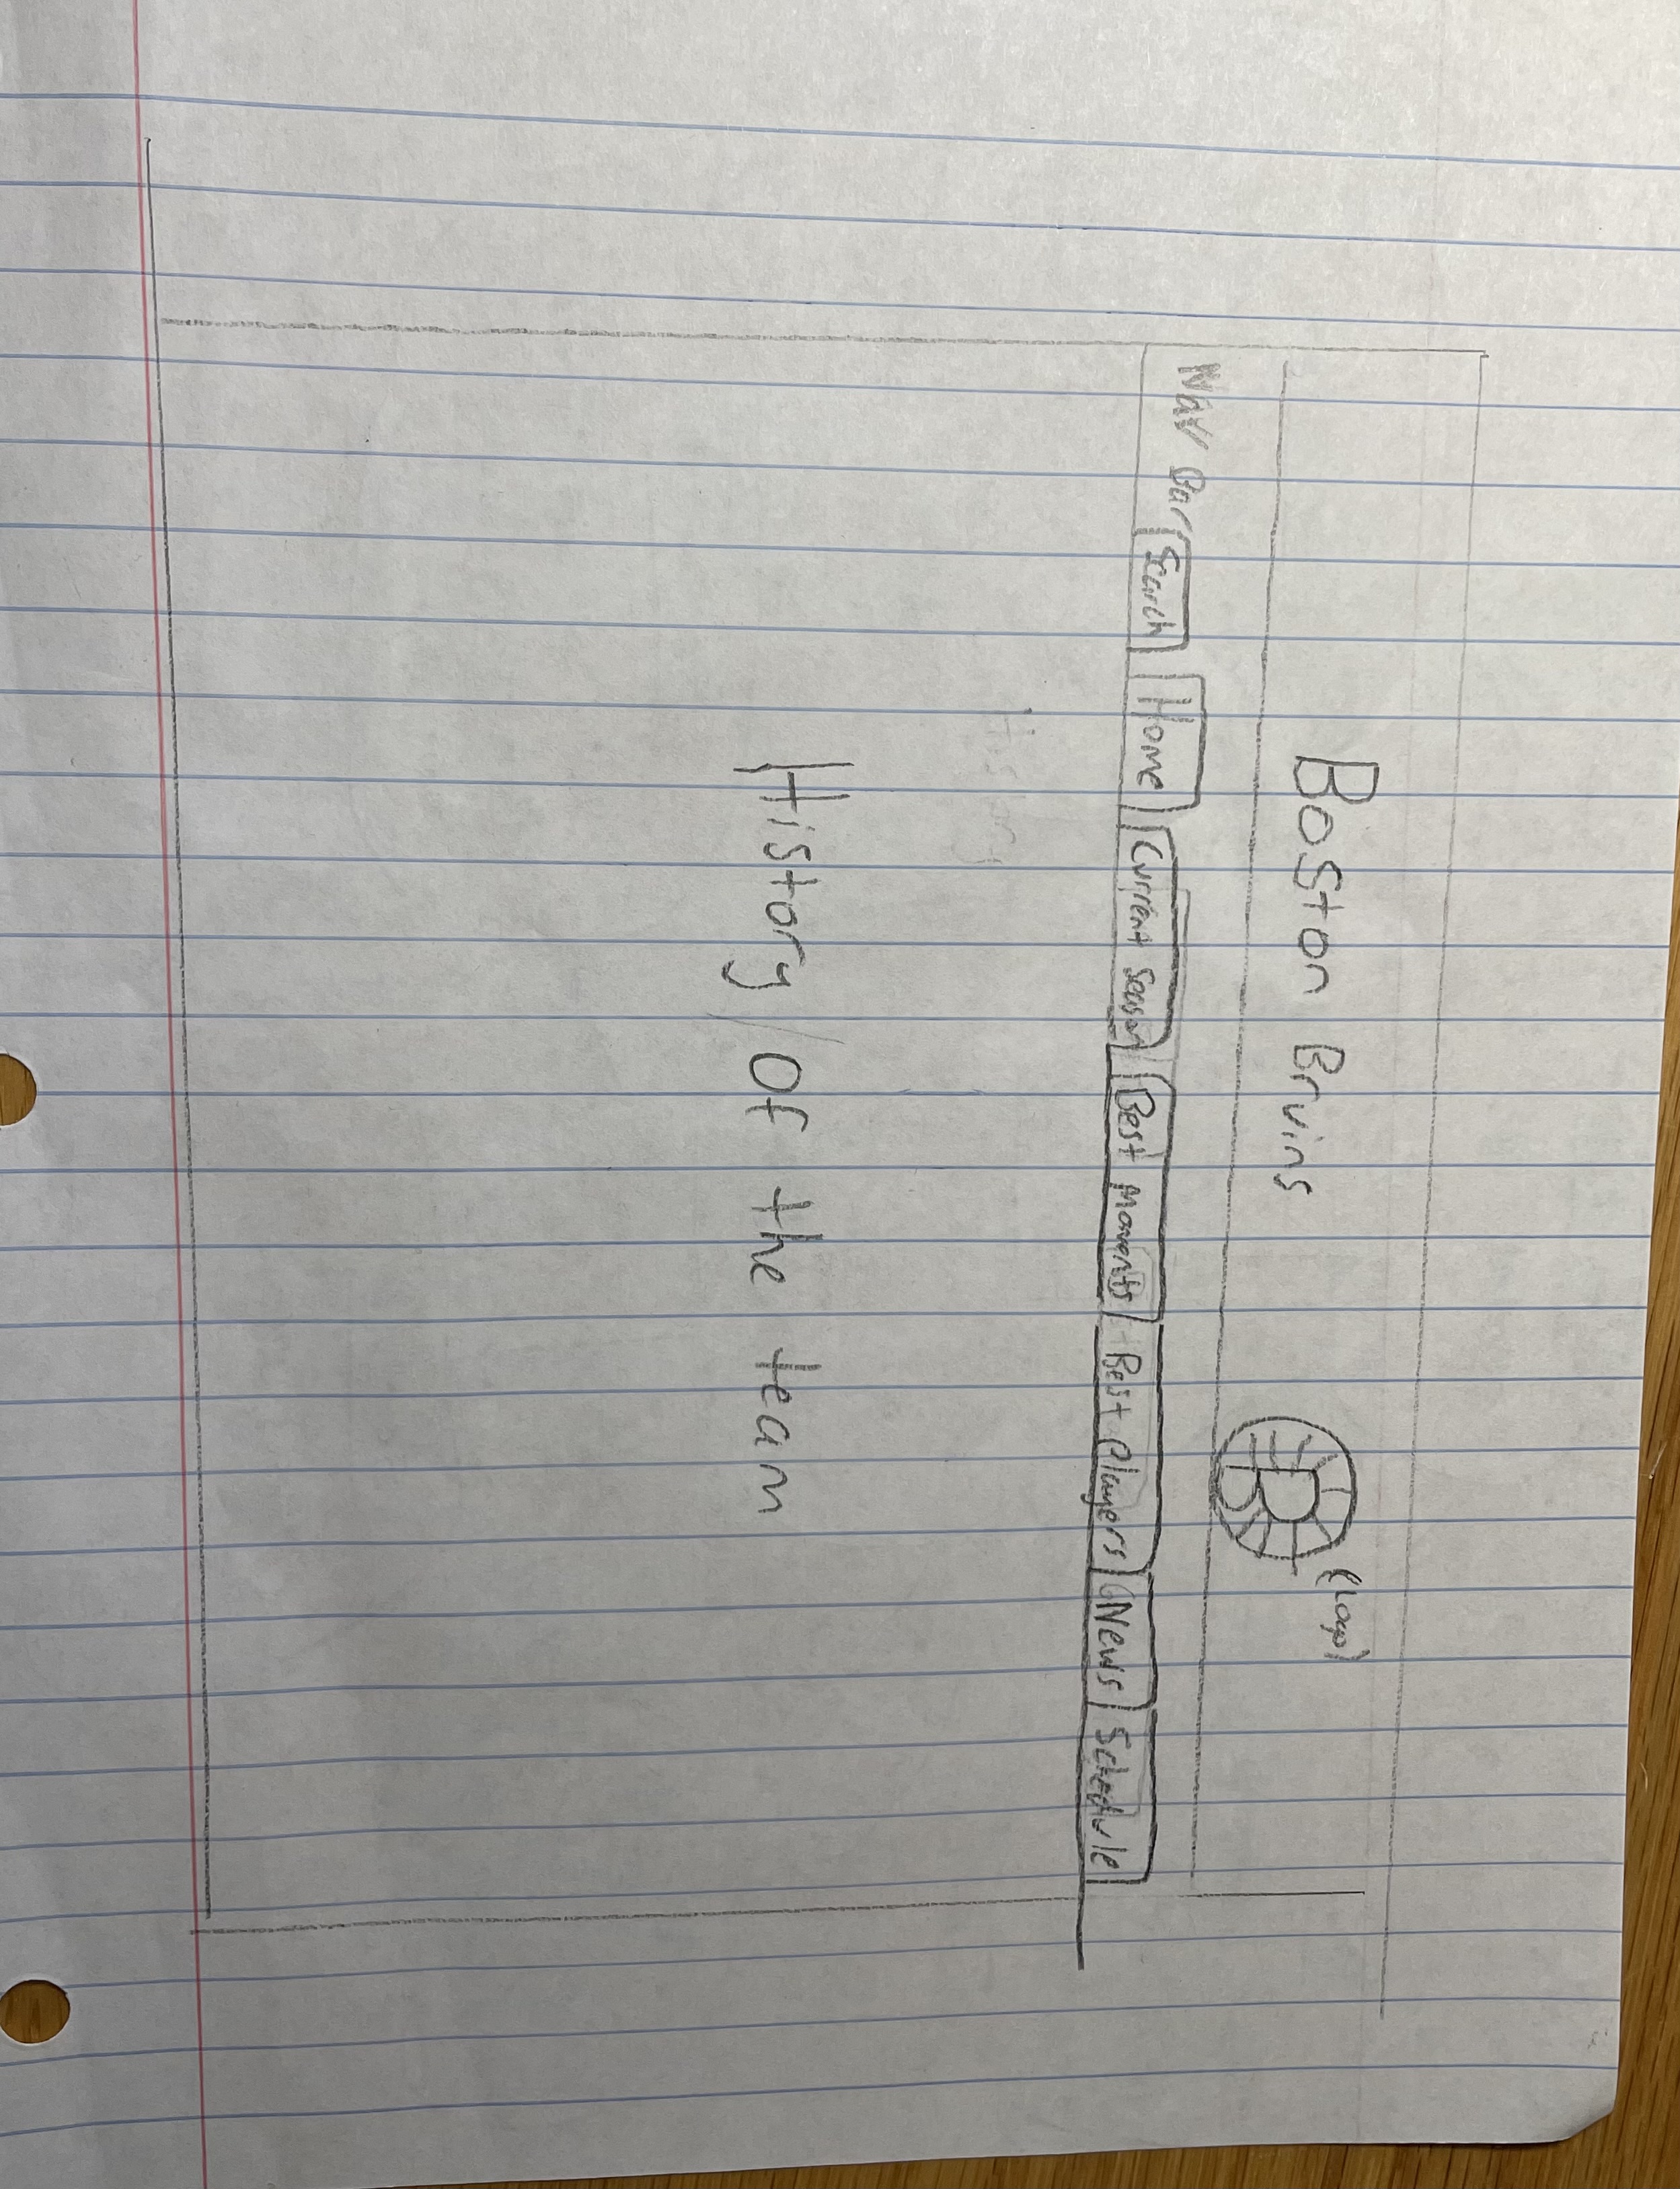 Boston Bruins
(Logo)
B
Nav Bar
Search Home Current Season Best Moments Best Players News Schedule
History / Of the team